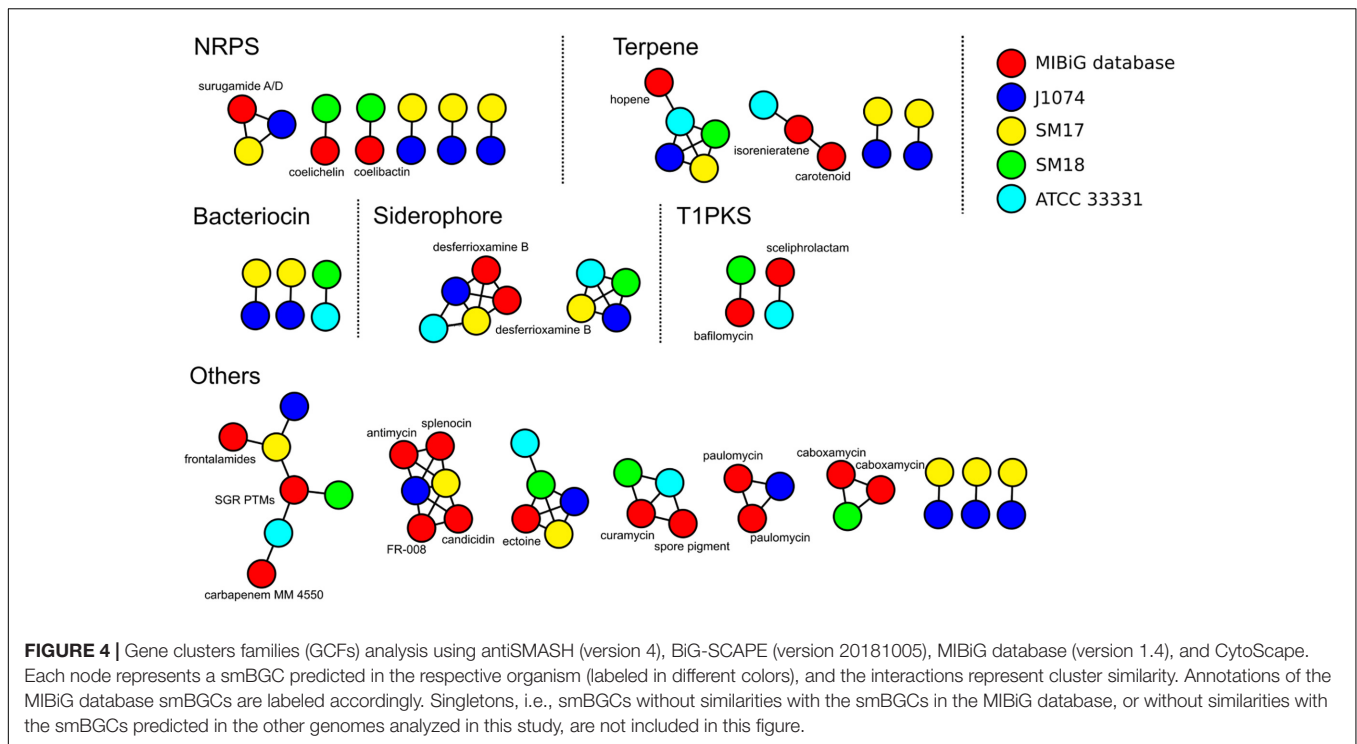 NRPS
surugamide A/D
coelichelin
coelibactin
Terpene
hopene
isorenieratene
carotenoid
MIBiG database
J1074
SM17
SM18
ATCC 33331
Bacteriocin
Siderophore
desferrioxamine B
desferrioxamine B
T1PKS
sceliphrolactam
bafilomycin
Others
frontalamides
SGR PTMs
carbapenem MM 4550
antimycin
splenocin
FR-008
candicidin
ectoine
curamycin
spore pigment
paulomycin
paulomycin
caboxamycin
caboxamycin
FIGURE 4 | Gene clusters families (GCFs) analysis using antiSMASH (version 4), BiG-SCAPE (version 20181005), MIBiG database (version 1.4), and CytoScape.
Each node represents a smBGC predicted in the respective organism (labeled in different colors), and the interactions represent cluster similarity. Annotations of the
MIBiG database smBGCs are labeled accordingly. Singletons, i.e., smBGCs without similarities with the smBGCs in the MIBiG database, or without similarities with
the smBGCs predicted in the other genomes analyzed in this study, are not included in this figure.